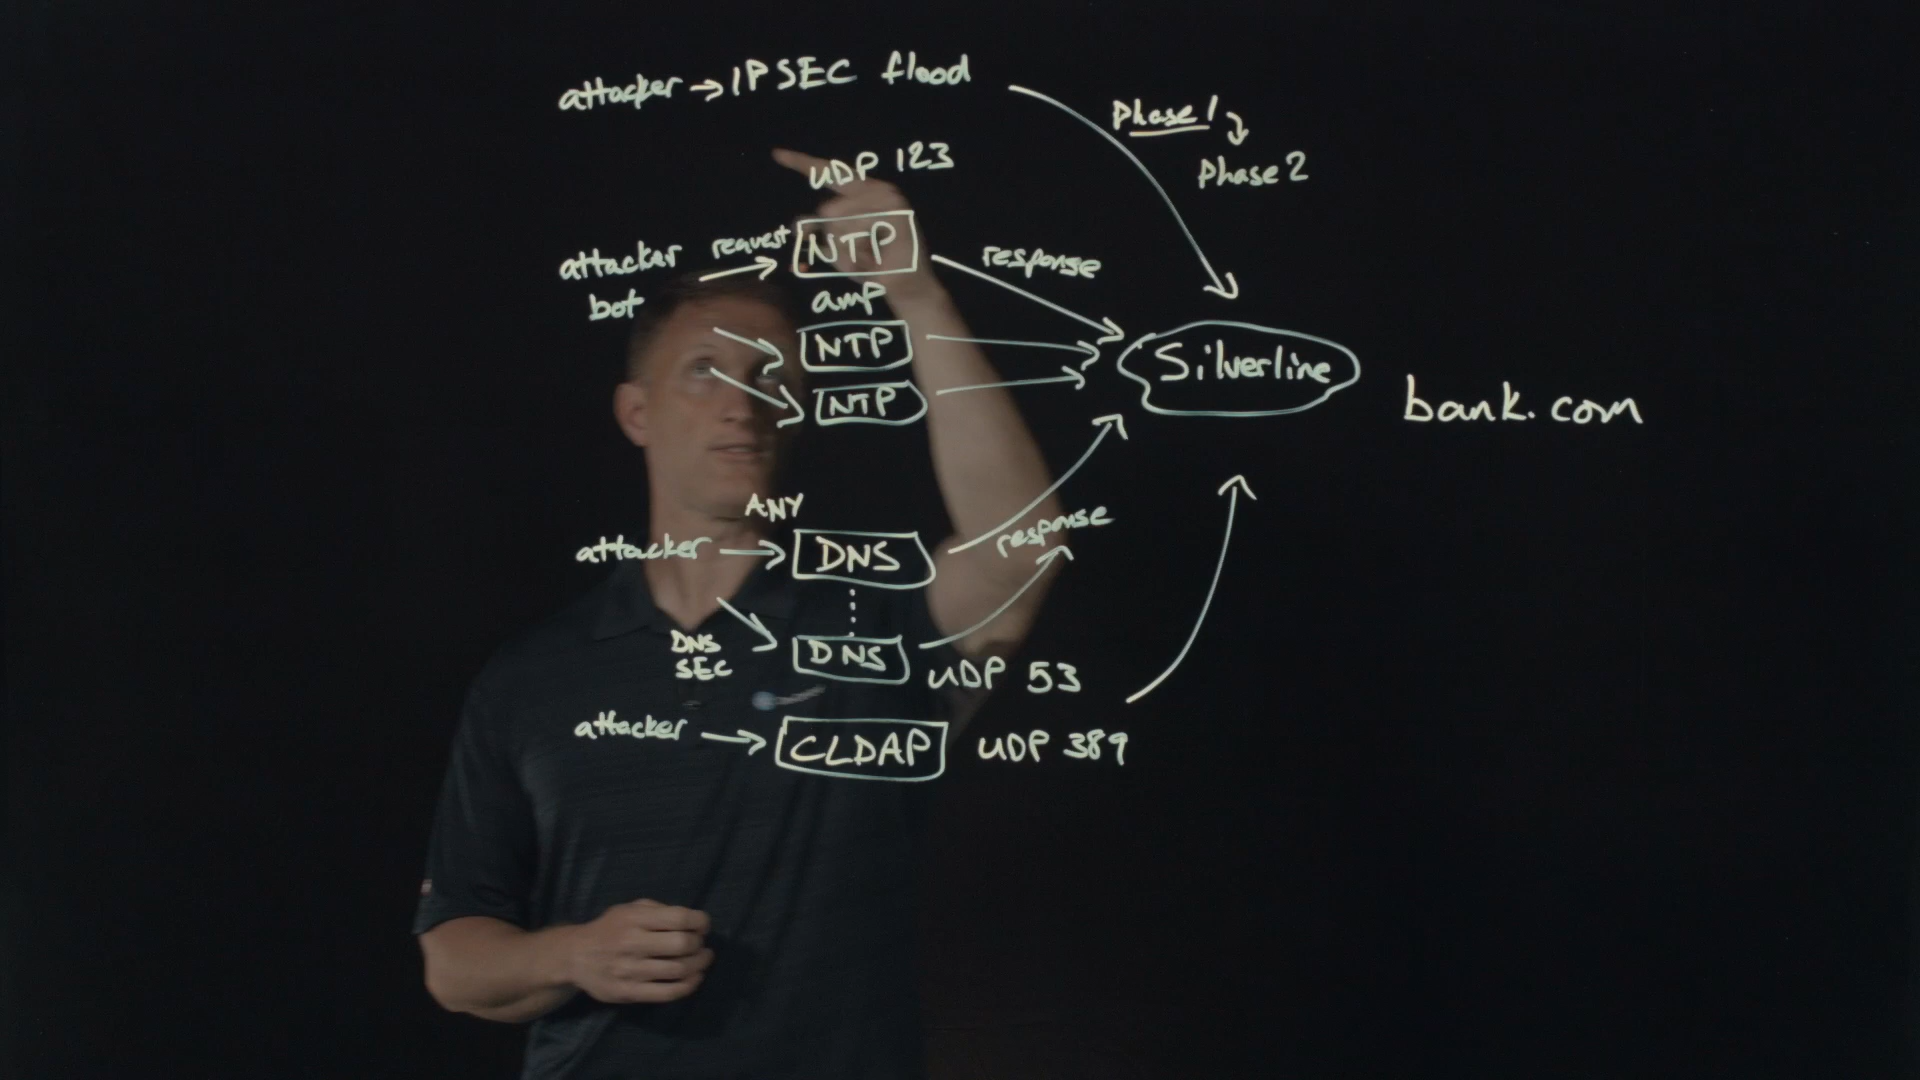 attacker → IPSEC flood
Phase 1
Phase 2
UDP 123
attacker
bot
request
NTP
response
amp
NTP
NTP
Silverline
bank.com
ANY
attacker
DNS
response
DNS
SEC
DNS
UDP 53
attacker
CLDAP
UDP 389